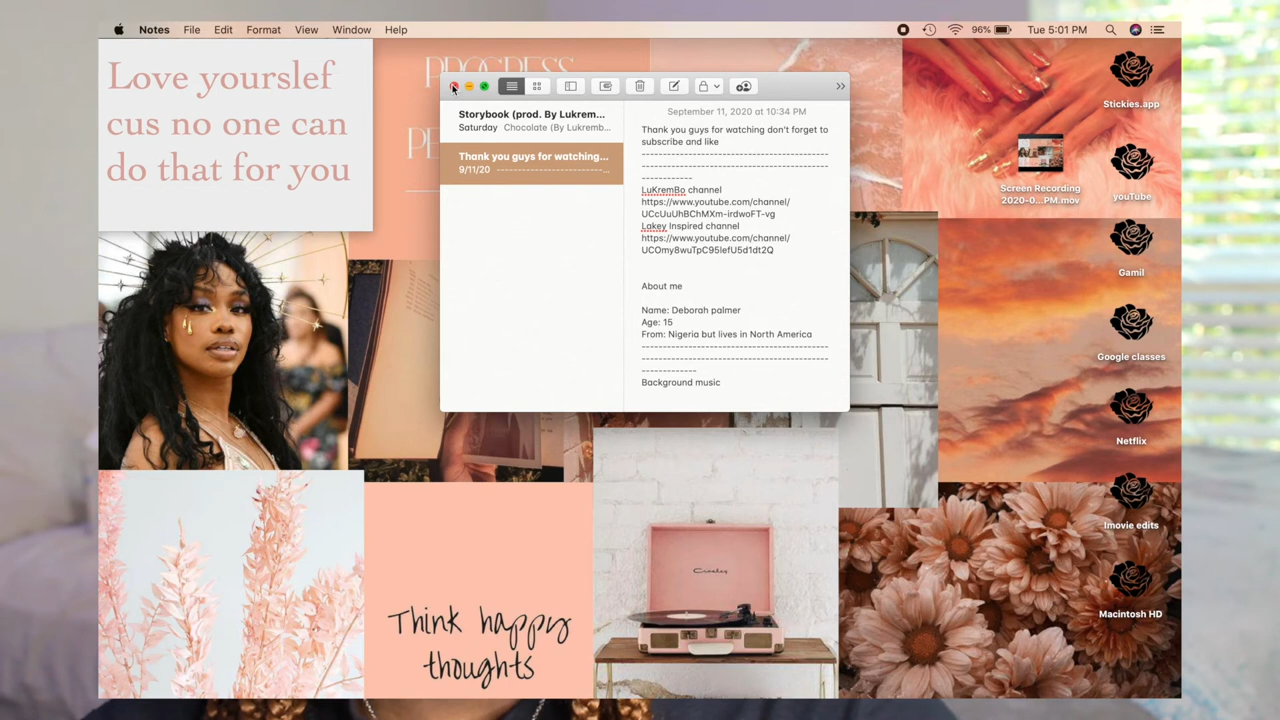 Notes File Edit Format View Window Help 96% Tue 5:01 PM
Love yourslef
cus no one can
do that for you
PROGRESS
Storybook (prod. By Lukrem...
Saturday Chocolate (By Lukremb...
Thank you guys for watching...
9/11/20 -------------------------...
September 11, 2020 at 10:34 PM
Thank you guys for watching don't forget to
subscribe and like
--------------------------------------------
--------------------------------------------
------------
LuKremBo channel
https://www.youtube.com/channel/
UCcUuUhBChMXm-irdwoFT-vg
Lakey Inspired channel
https://www.youtube.com/channel/
UCOmy8wuTpC95lefU5d1dt2Q
About me
Name: Deborah palmer
Age: 15
From: Nigeria but lives in North America
--------------------------------------------
--------------------------------------------
-------------
Background music
Stickies.app
Screen Recording
2020-0...PM.mov
youTube
Gamil
Google classes
Netflix
Imovie edits
Macintosh HD
Think happy
thoughts
Crosley